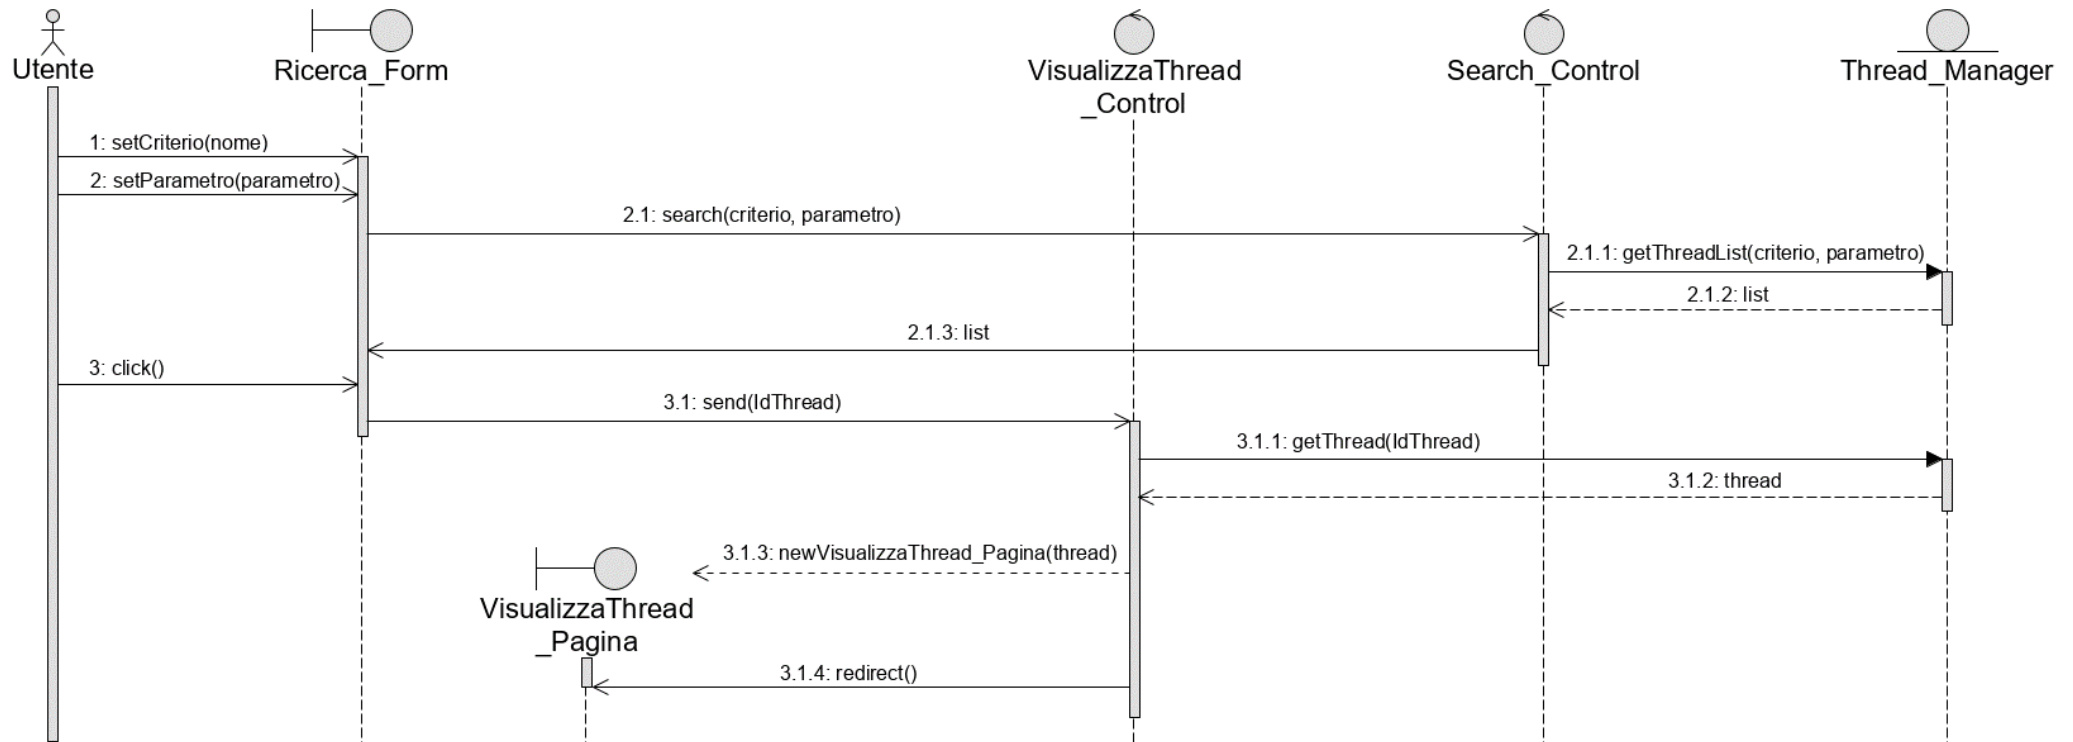 Utente
Ricerca_Form
VisualizzaThread
_Control
Search_Control
Thread_Manager
1: setCriterio(nome)
2: setParametro(parametro)
2.1: search(criterio, parametro)
2.1.1: getThreadList(criterio, parametro)
2.1.2: list
2.1.3: list
3: click()
3.1: send(IdThread)
3.1.1: getThread(IdThread)
3.1.2: thread
3.1.3: newVisualizzaThread_Pagina(thread)
VisualizzaThread
_Pagina
3.1.4: redirect()